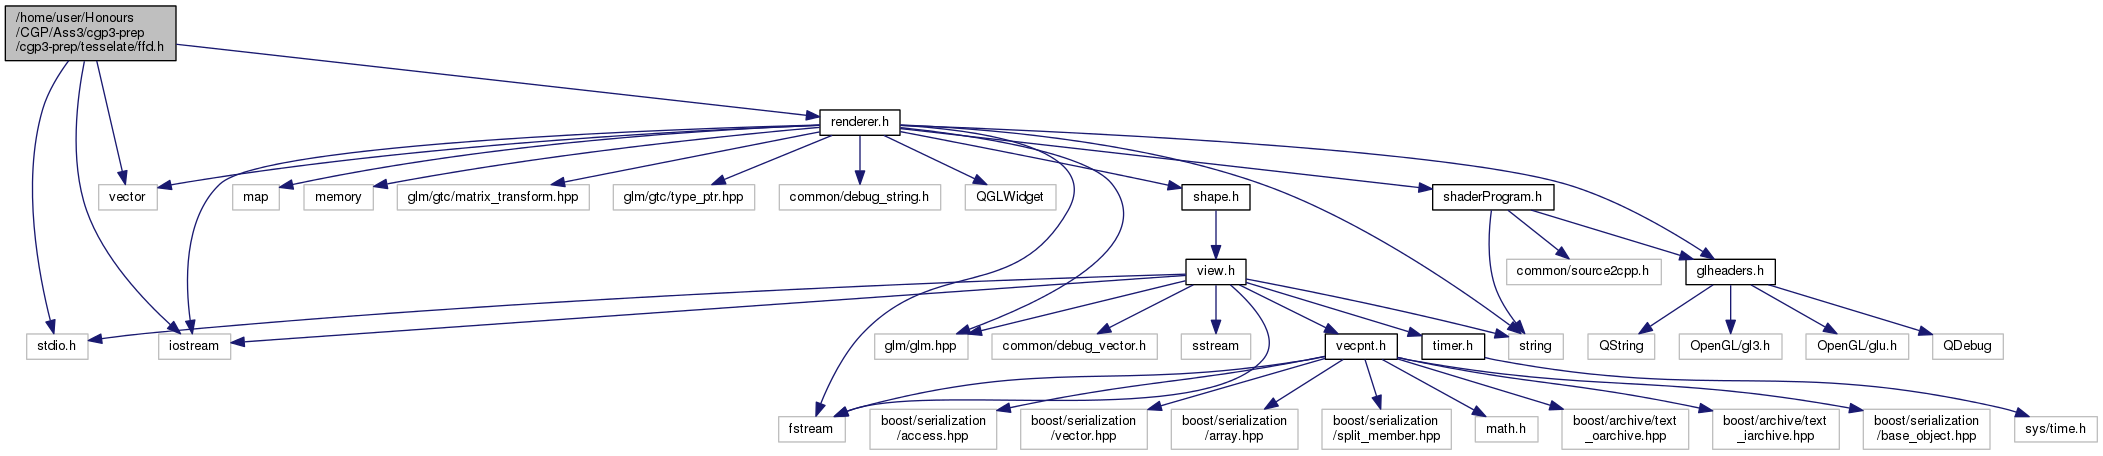 /home/user/Honours
/CGP/Ass3/cgp3-prep
/cgp3-prep/tesselate/ffd.h
renderer.h
vector
map
memory
glm/gtc/matrix_transform.hpp
glm/gtc/type_ptr.hpp
common/debug_string.h
QGLWidget
shape.h
shaderProgram.h
view.h
common/source2cpp.h
glheaders.h
stdio.h
iostream
glm/glm.hpp
common/debug_vector.h
sstream
vecpnt.h
timer.h
string
QString
OpenGL/gl3.h
OpenGL/glu.h
QDebug
fstream
boost/serialization
/access.hpp
boost/serialization
/vector.hpp
boost/serialization
/array.hpp
boost/serialization
/split_member.hpp
math.h
boost/archive/text
_oarchive.hpp
boost/archive/text
_iarchive.hpp
boost/serialization
/base_object.hpp
sys/time.h